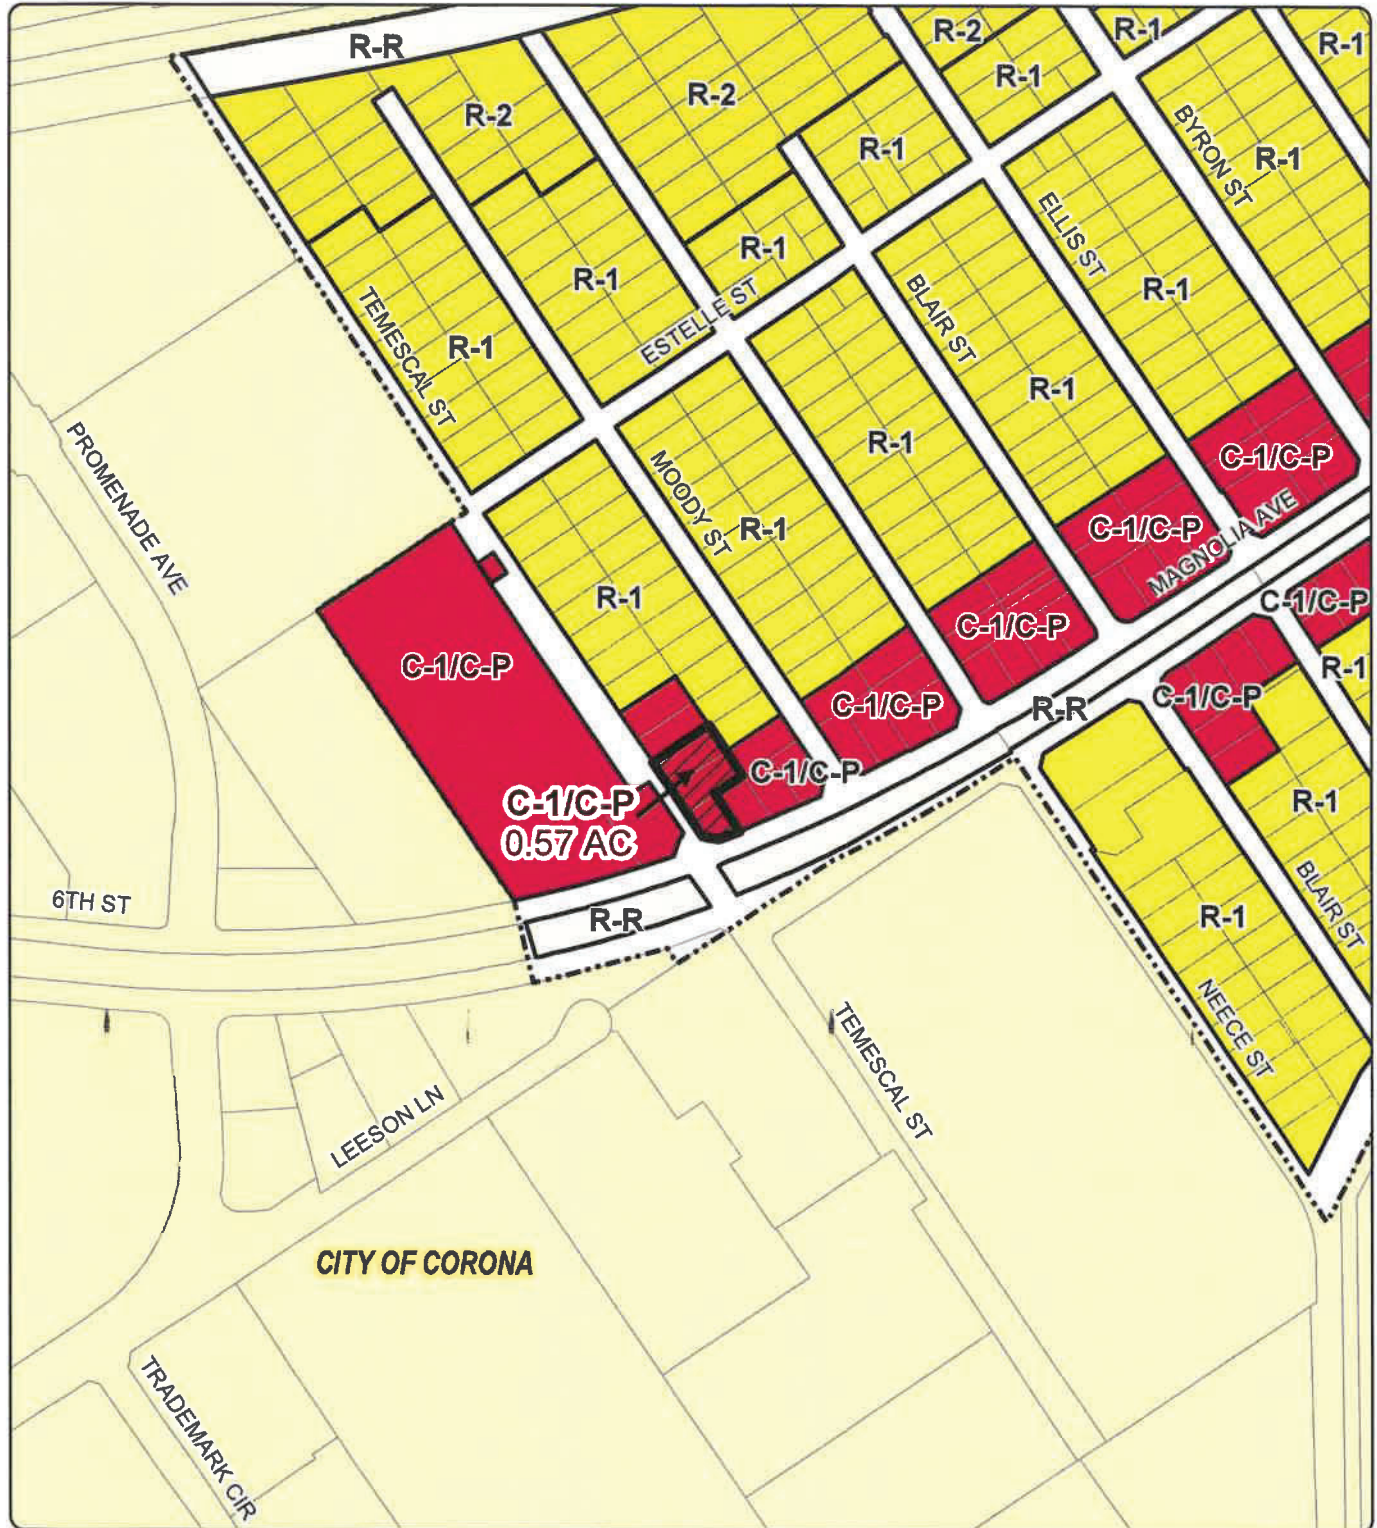 R-R
R-2
R-1
R-1
R-2
R-2
R-1
R-1
BYRON ST
R-1
R-1
ELLIS ST
R-1
R-1
R-1
ESTELLE ST
BLAIR ST
TEMESCAL ST
R-1
R-1
R-1
PROMENADE AVE
MOODY ST
R-1
C-1/C-P
C-1/C-P
MAGNOLIA AVE
R-1
C-1/C-P
C-1/C-P
C-1/C-P
R-1
C-1/C-P
C-1/C-P
R-R
C-1/C-P
C-1/C-P
0.57 AC
R-1
6TH ST
R-R
R-1
BLAIR ST
NEECE ST
TEMESCAL ST
LEESON LN
CITY OF CORONA
TRADEMARK CIR